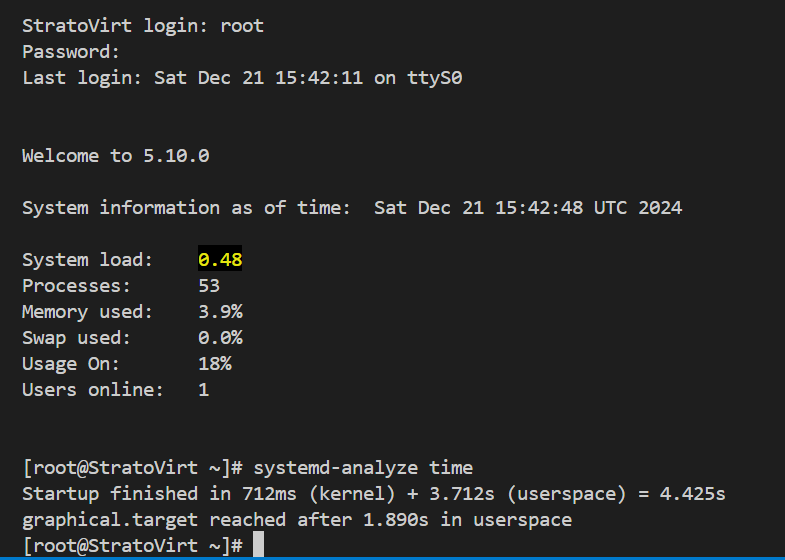 StratoVirt login: root
Password:
Last login: Sat Dec 21 15:42:11 on ttyS0
Welcome to 5.10.0
System information as of time:  Sat Dec 21 15:42:48 UTC 2024
System load:    0.48
Processes:      53
Memory used:    3.9%
Swap used:      0.0%
Usage On:       18%
Users online:   1
[root@StratoVirt ~]# systemd-analyze time
Startup finished in 712ms (kernel) + 3.712s (userspace) = 4.425s
graphical.target reached after 1.890s in userspace
[root@StratoVirt ~]#